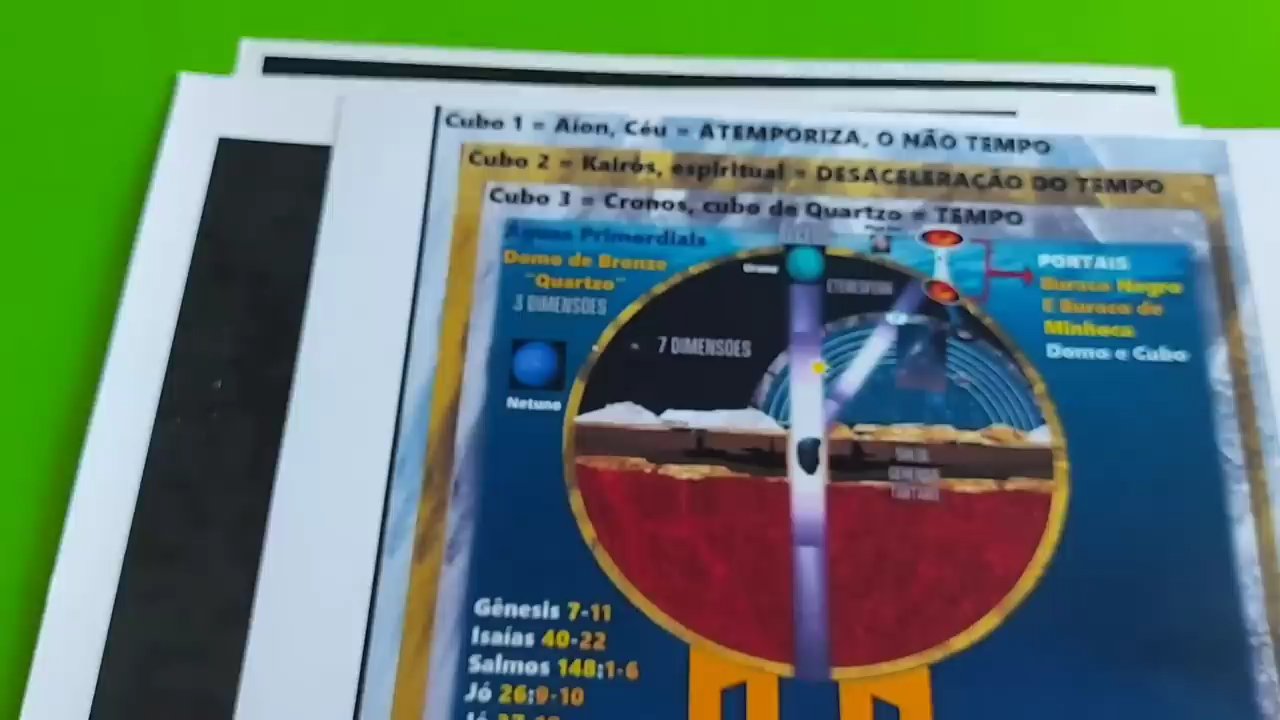 Cubo 1 = Aion, Céu = ATEMPORIZA, O NÃO TEMPO
Cubo 2 = Kairós, espiritual = DESACELERAÇÃO DO TEMPO
Cubo 3 = Cronos, cubo de Quartzo = TEMPO
Águas Primordiais
Domo de Bronze
"Quartzo"
3 DIMENSÕES
Netuno
7 DIMENSÕES
PORTAIS
Buraco Negro
E Buraco de
Minhoca
Domo e Cubo
Gênesis 7-11
Isaías 40-22
Salmos 148:1-6
Jó 26:9-10